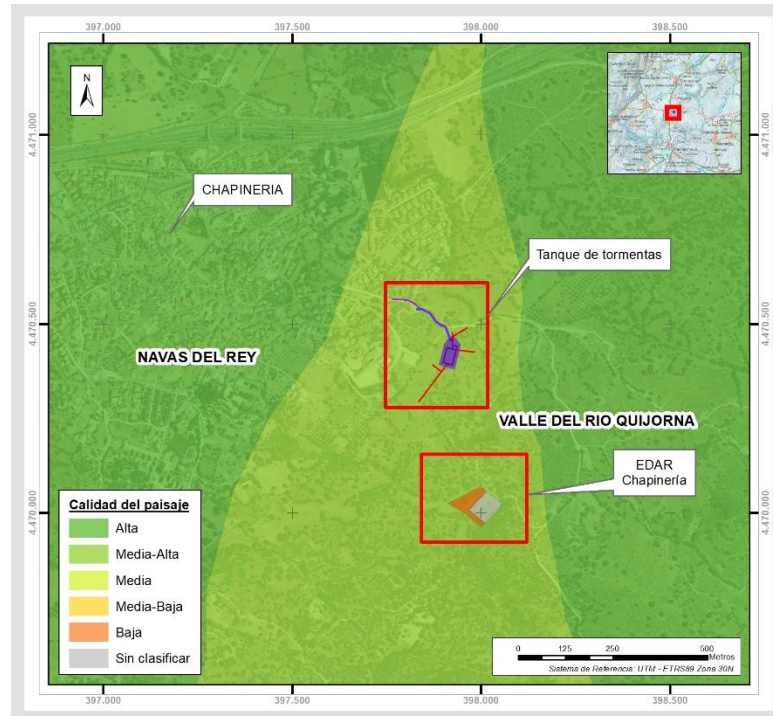 397.000 397.500 398.000 398.500
4.471.000
4.471.000
N
CHAPINERIA
Tanque de tormentas
4.470.500
4.470.500
NAVAS DEL REY
VALLE DEL RIO QUIJORNA
EDAR
Chapinería
4.470.000
4.470.000
Calidad del paisaje
Alta
Media-Alta
Media
Media-Baja
Baja
Sin clasificar
0 125 250 500
Metros
Sistema de Referencia: UTM - ETRS89 Zona 30N
397.000 397.500 398.000 398.500